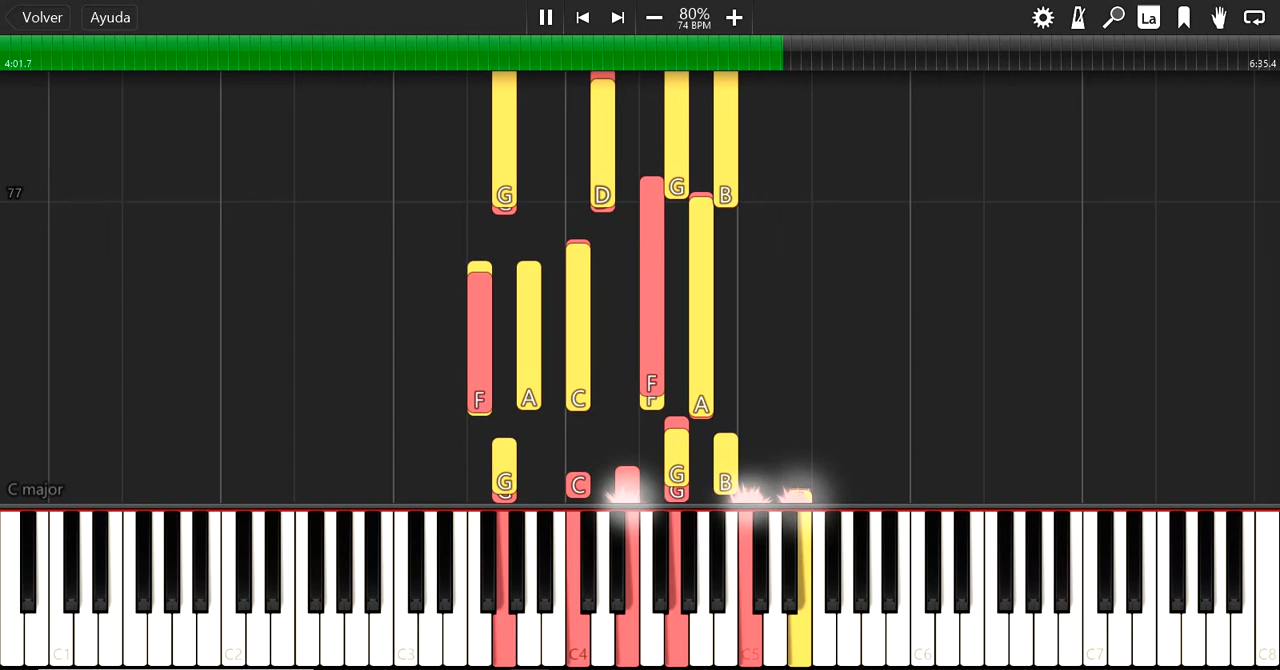 Volver Ayuda 80% La
74 BPM
4:01.7 6:35.4
G D G B
77
F A C F A
F
G C G B
G G
C major
C1 C2 C3 C4 C5 C6 C7 C8